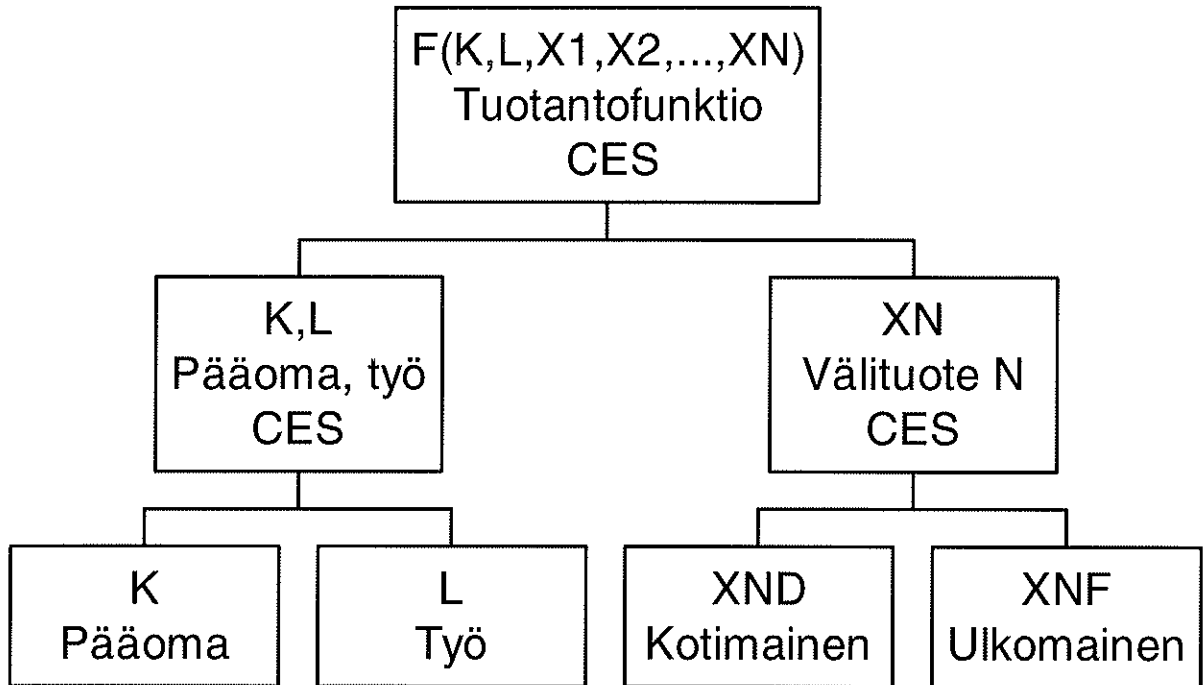 F(K,L,X1,X2,...,XN)
Tuotantofunktio
CES
K,L
Pääoma, työ
CES
XN
Välituote N
CES
K
Pääoma
L
Työ
XND
Kotimainen
XNF
Ulkomainen